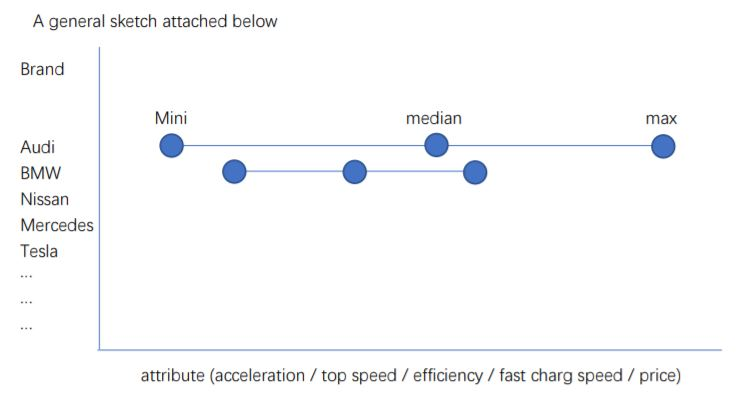 A general sketch attached below
Brand
Mini median max
Audi
BMW
Nissan
Mercedes
Tesla
...
...
...
attribute (acceleration / top speed / efficiency / fast charg speed / price)